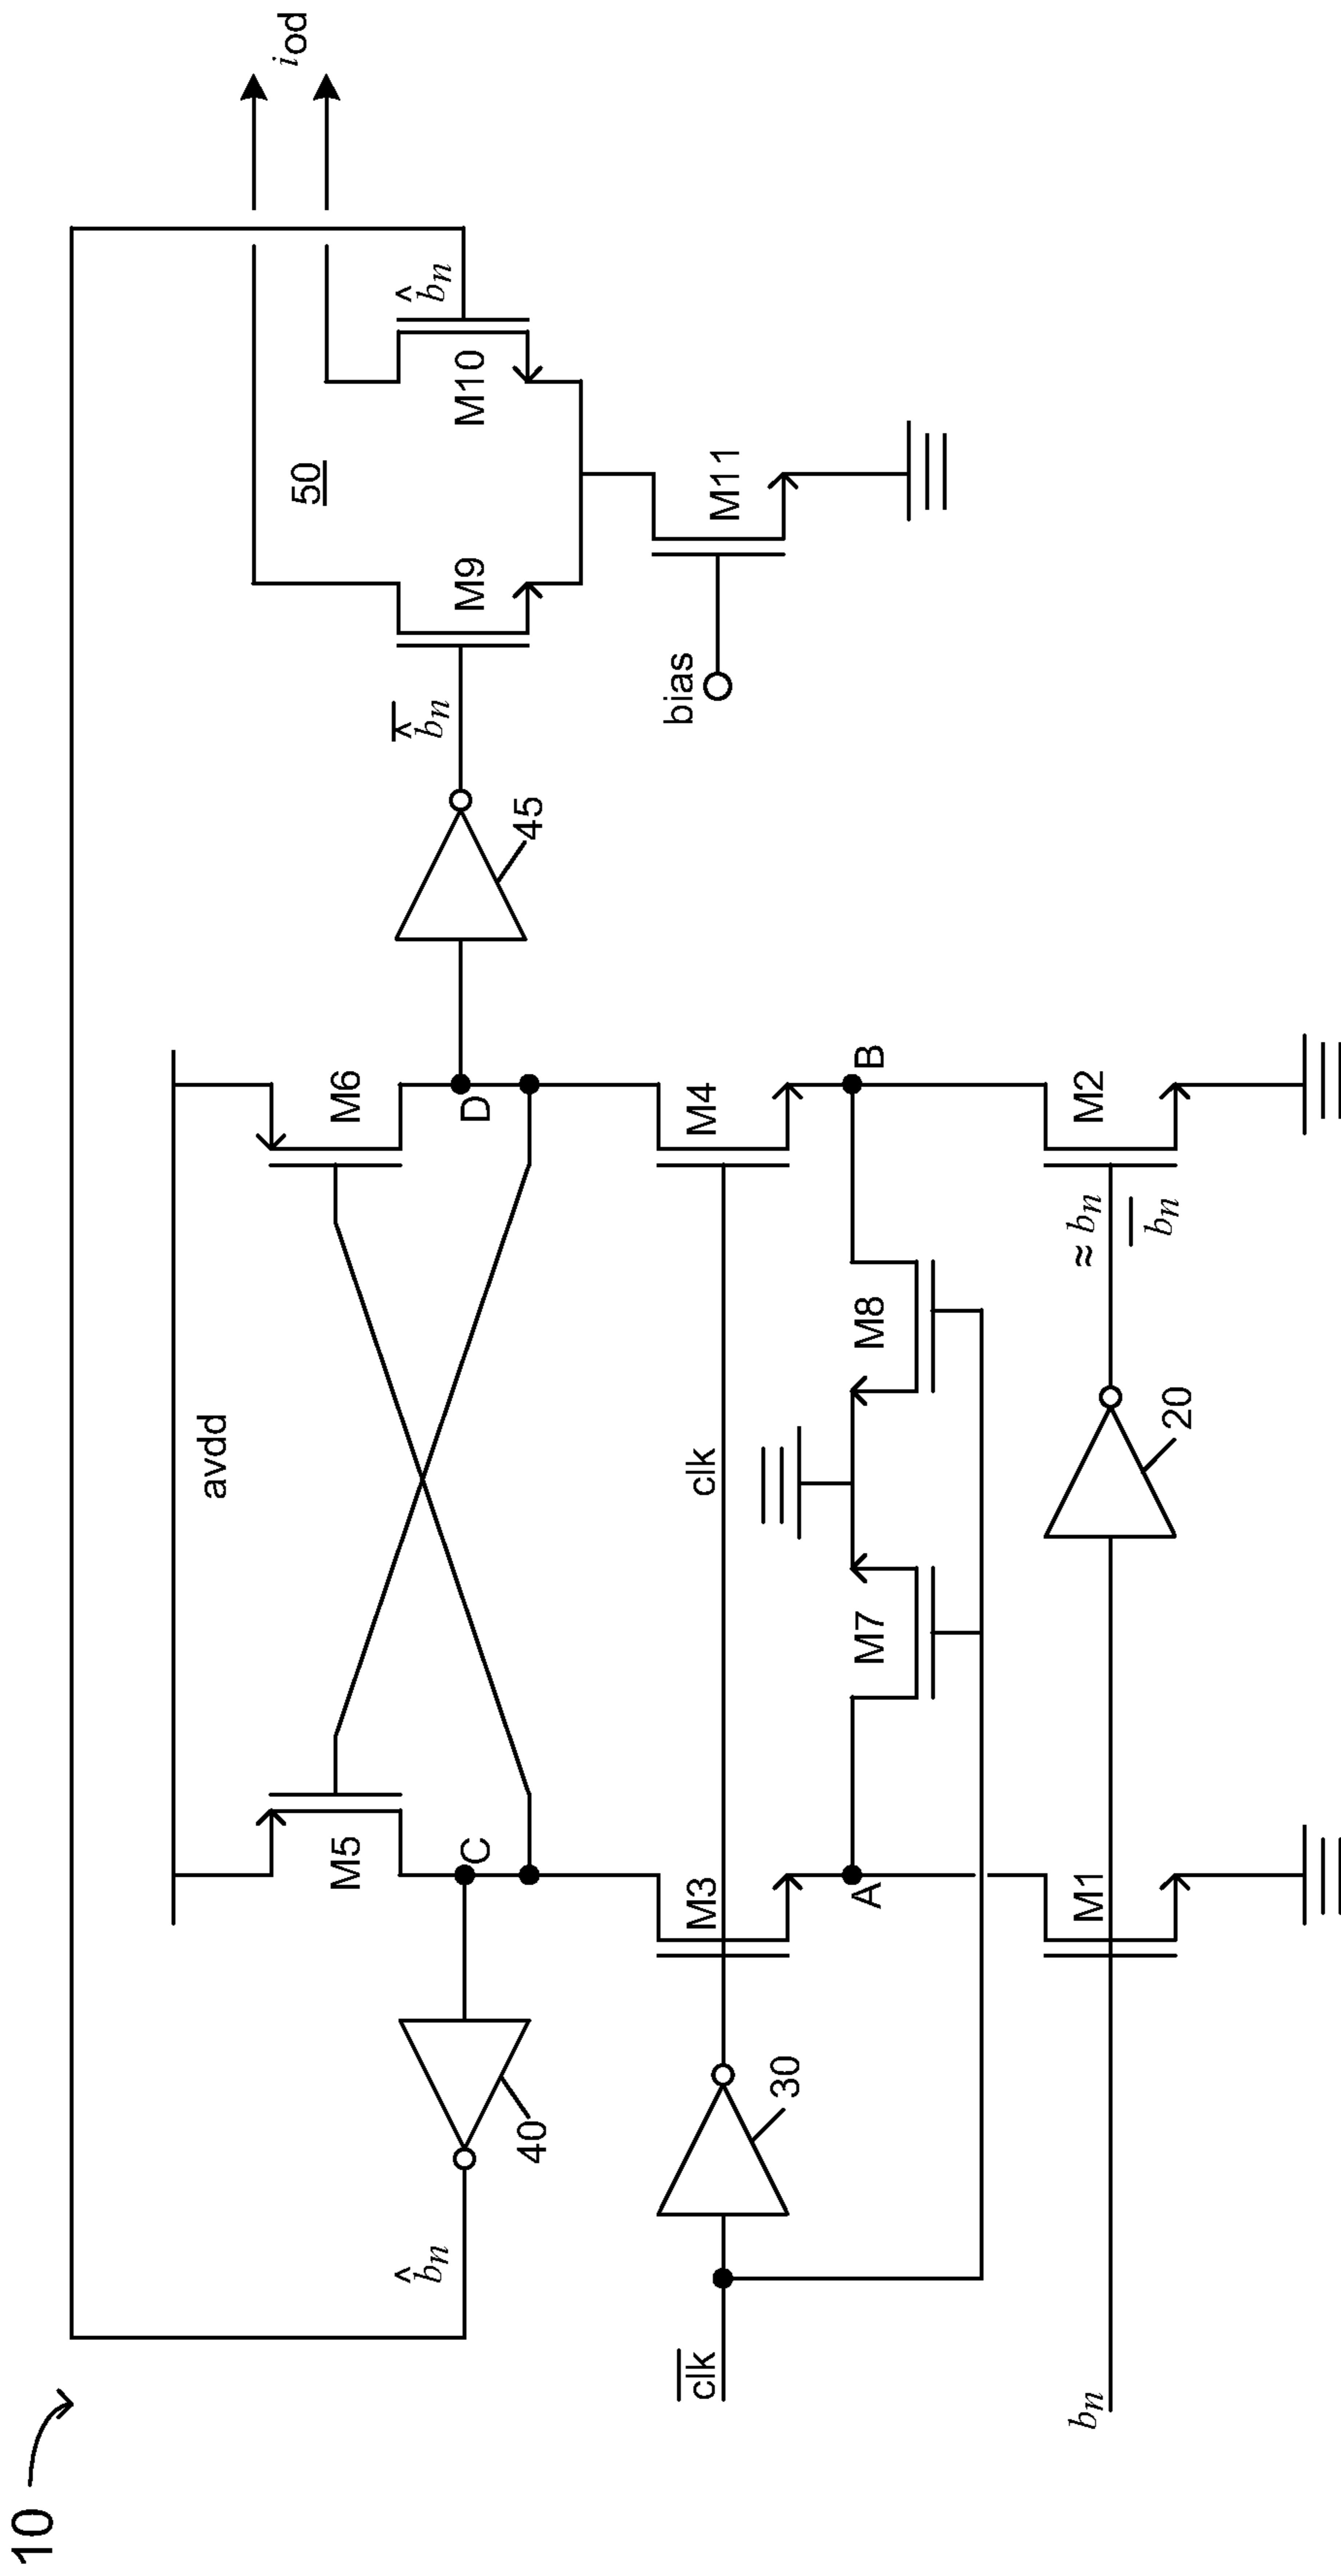 10
i_od
b̂_n
50
M10
M9
M11
bias
b̂̅_n
45
avdd
M6
D
M5
C
40
b̂_n
M4
clk
M3
30
c̅l̅k̅
B
M8
M7
A
M2
≈ b_n
b̅_n
20
M1
b_n